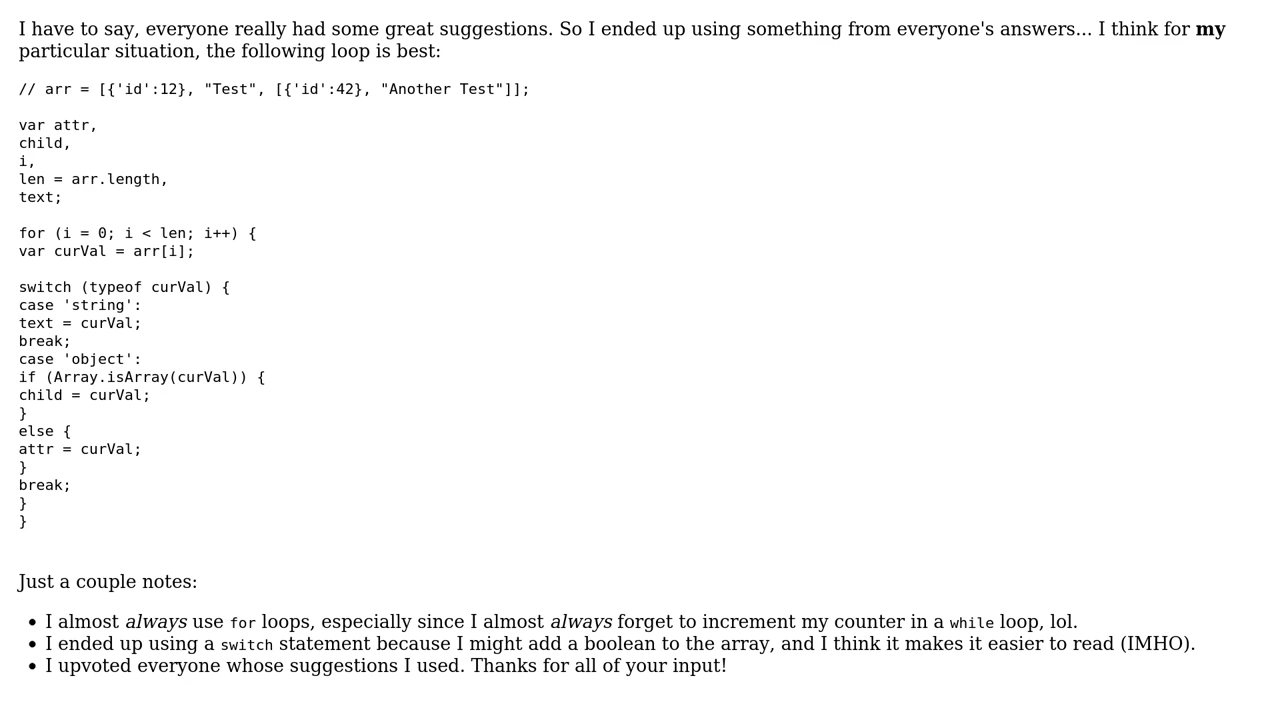 I have to say, everyone really had some great suggestions. So I ended up using something from everyone's answers... I think for my
particular situation, the following loop is best:
// arr = [{'id':12}, "Test", [{'id':42}, "Another Test"]];
var attr,
child,
i,
len = arr.length,
text;
for (i = 0; i < len; i++) {
var curVal = arr[i];
switch (typeof curVal) {
case 'string':
text = curVal;
break;
case 'object':
if (Array.isArray(curVal)) {
child = curVal;
}
else {
attr = curVal;
}
break;
}
}
Just a couple notes:
• I almost always use for loops, especially since I almost always forget to increment my counter in a while loop, lol.
• I ended up using a switch statement because I might add a boolean to the array, and I think it makes it easier to read (IMHO).
• I upvoted everyone whose suggestions I used. Thanks for all of your input!